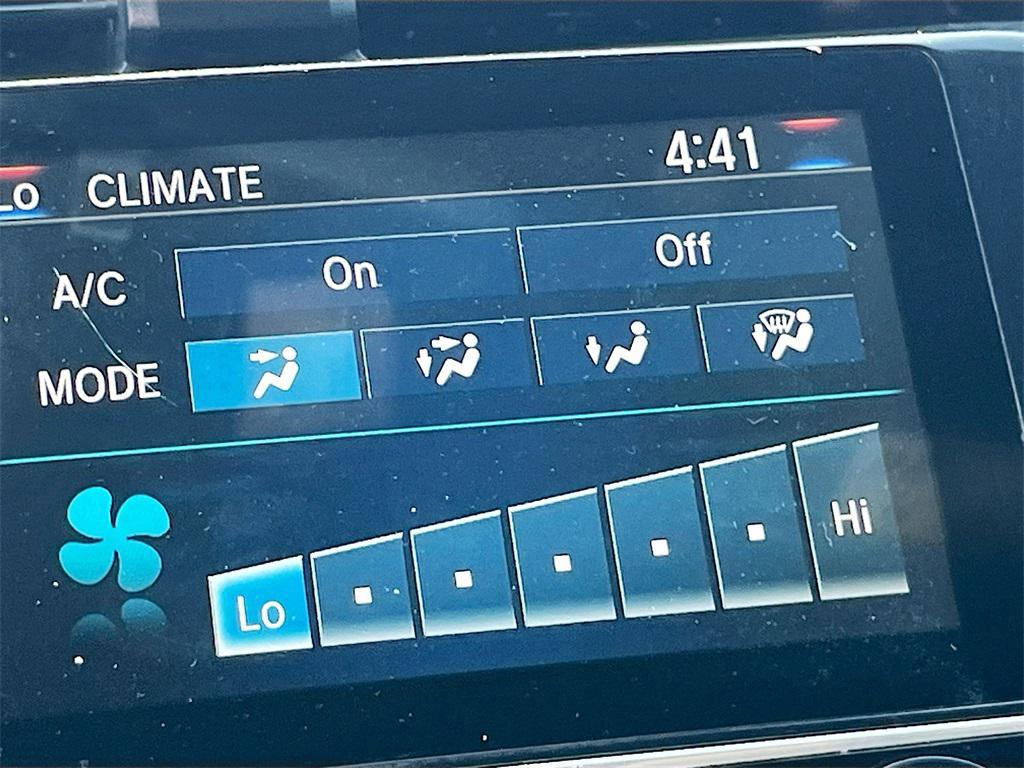 Lo CLIMATE 4:41
A/C On Off
MODE
Lo Hi